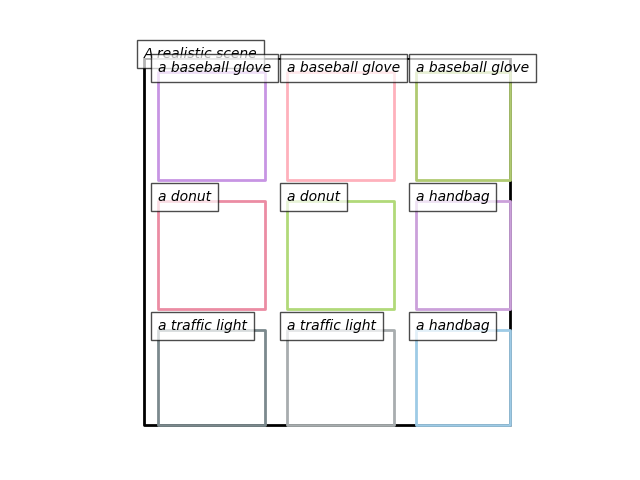 A realistic scene
a baseball glove
a baseball glove
a baseball glove
a donut
a donut
a handbag
a traffic light
a traffic light
a handbag